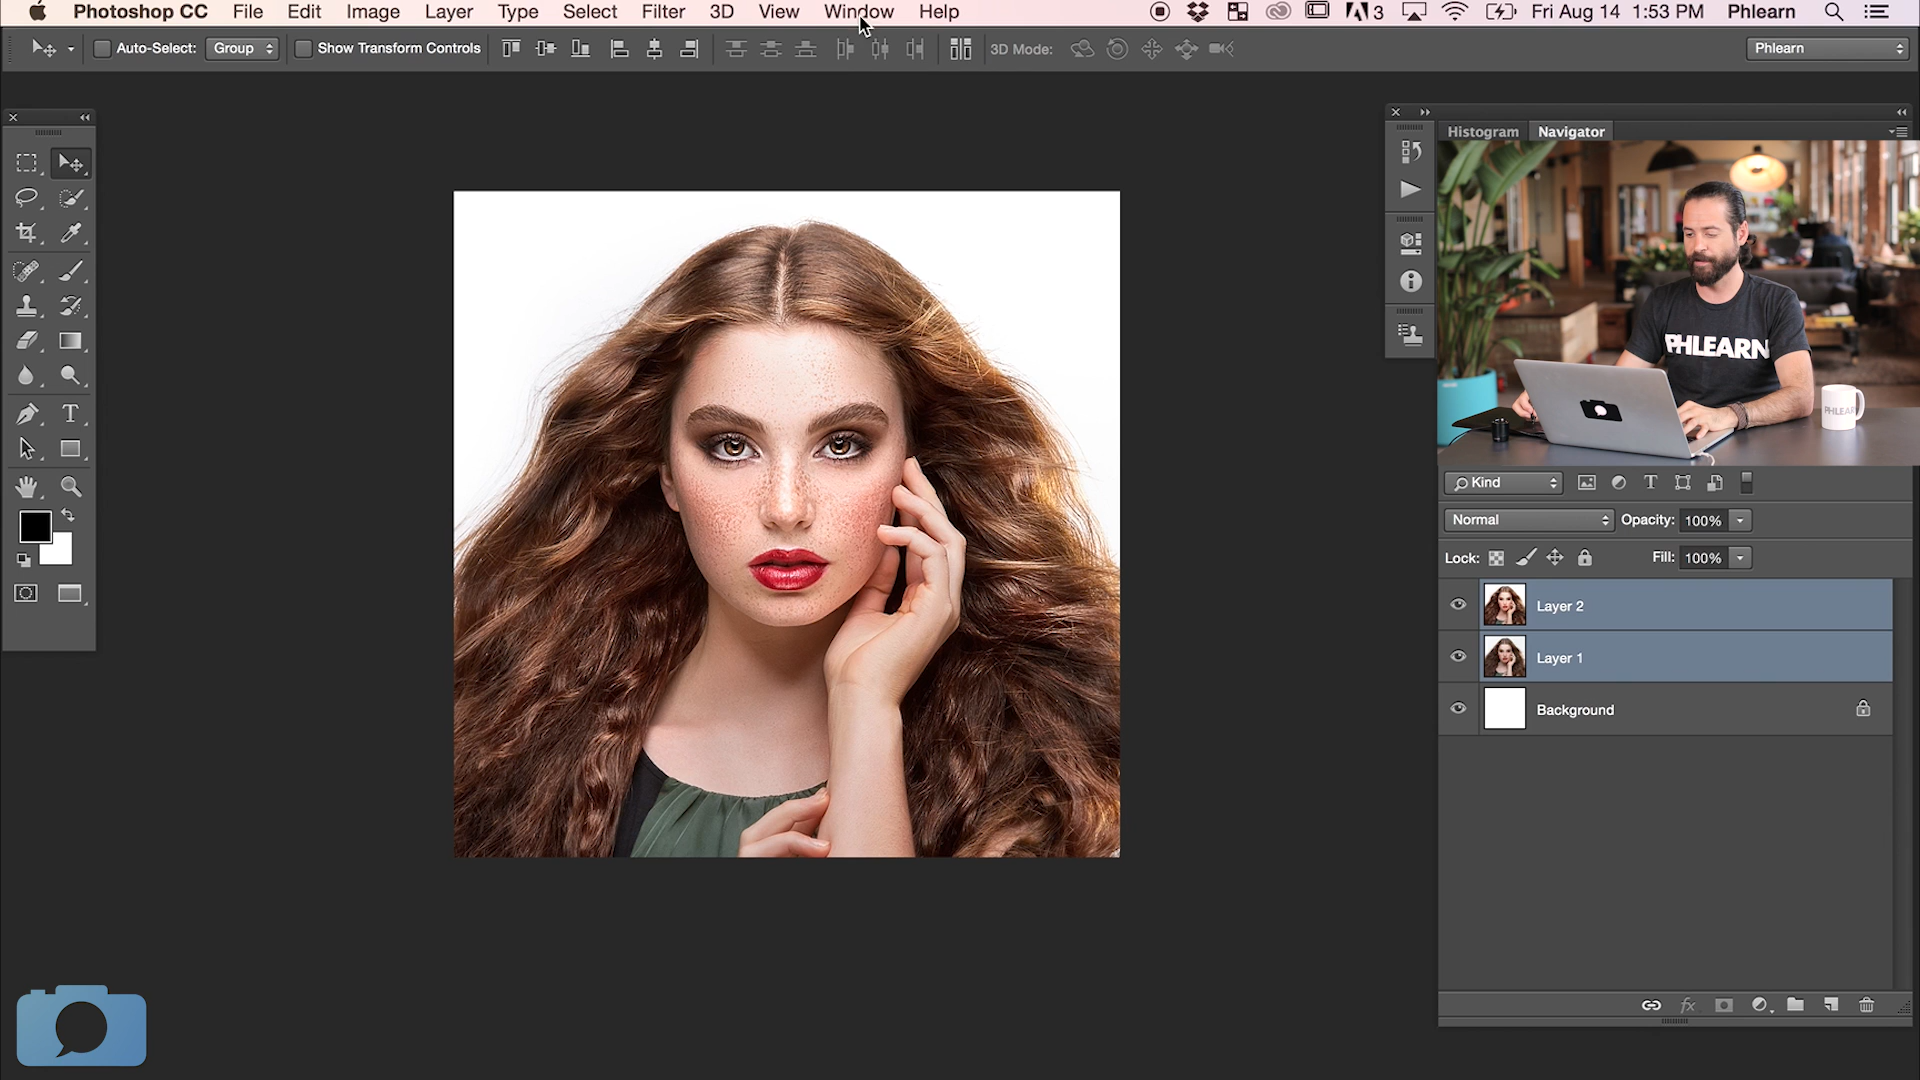 Photoshop CC File Edit Image Layer Type Select Filter 3D View Window Help 3 Fri Aug 14 1:53 PM Phlearn
Auto-Select: Group Show Transform Controls 3D Mode: Phlearn
Histogram Navigator
PHLEARN
PHLEARN
Kind
Normal Opacity: 100%
Lock: Fill: 100%
Layer 2
Layer 1
Background